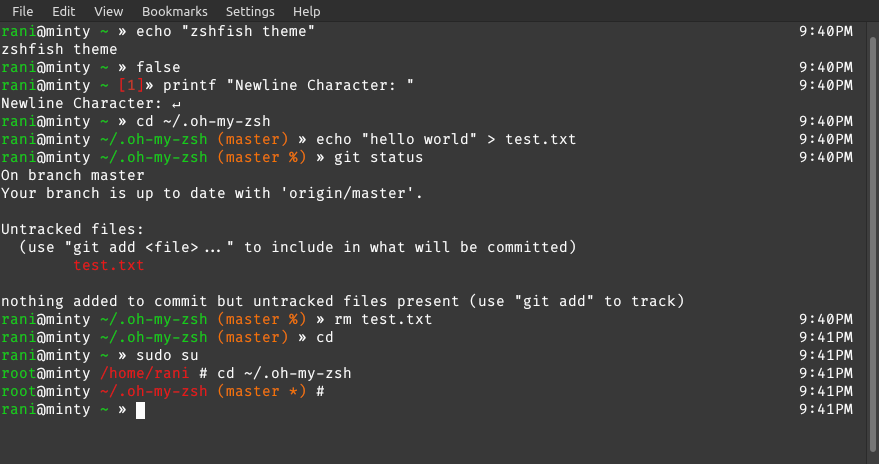 File Edit View Bookmarks Settings Help
rani@minty ~ » echo "zshfish theme" 9:40PM
zshfish theme
rani@minty ~ » false 9:40PM
rani@minty ~ [1]» printf "Newline Character: " 9:40PM
Newline Character: ↵
rani@minty ~ » cd ~/.oh-my-zsh 9:40PM
rani@minty ~/.oh-my-zsh (master) » echo "hello world" > test.txt 9:40PM
rani@minty ~/.oh-my-zsh (master %) » git status 9:40PM
On branch master
Your branch is up to date with 'origin/master'.
Untracked files:
(use "git add <file>..." to include in what will be committed)
test.txt
nothing added to commit but untracked files present (use "git add" to track)
rani@minty ~/.oh-my-zsh (master %) » rm test.txt 9:40PM
rani@minty ~/.oh-my-zsh (master) » cd 9:41PM
rani@minty ~ » sudo su 9:41PM
root@minty /home/rani # cd ~/.oh-my-zsh 9:41PM
root@minty ~/.oh-my-zsh (master *) # 9:41PM
rani@minty ~ » 9:41PM